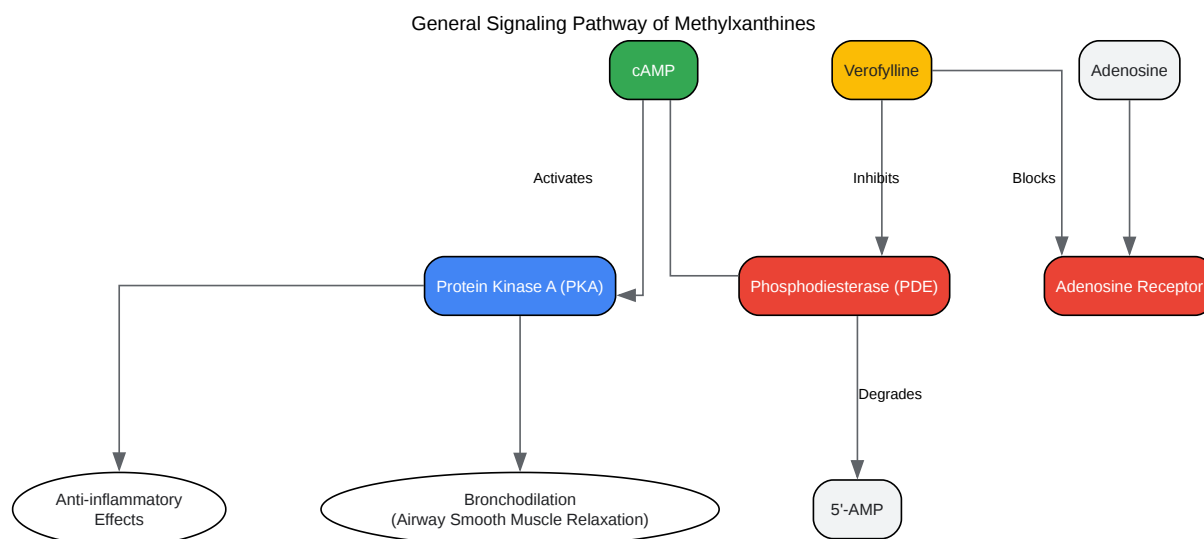 General Signaling Pathway of Methylxanthines
cAMP
Verofylline
Adenosine
Activates
Inhibits
Blocks
Protein Kinase A (PKA)
Phosphodiesterase (PDE)
Adenosine Receptor
Degrades
Anti-inflammatory
Effects
Bronchodilation
(Airway Smooth Muscle Relaxation)
5'-AMP